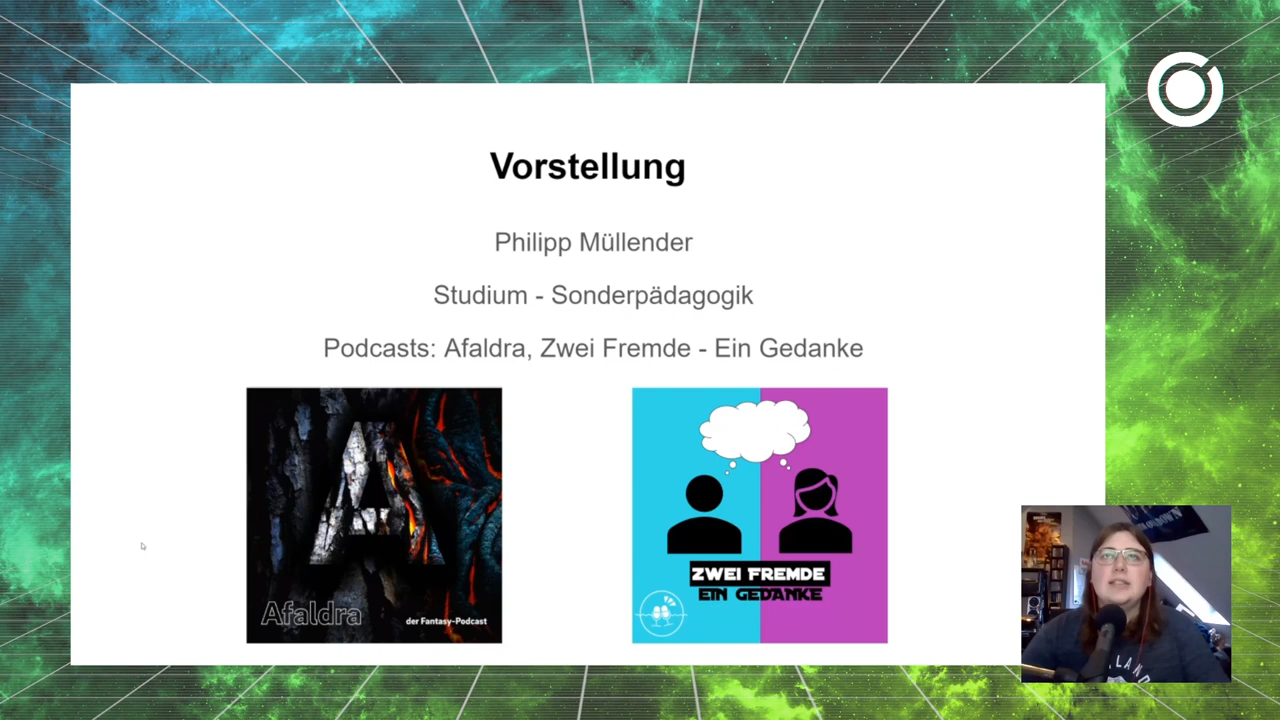 Vorstellung
Philipp Müllender
Studium - Sonderpädagogik
Podcasts: Afaldra, Zwei Fremde - Ein Gedanke
A
Afaldra
der Fantasy-Podcast
ZWEI FREMDE
EIN GEDANKE